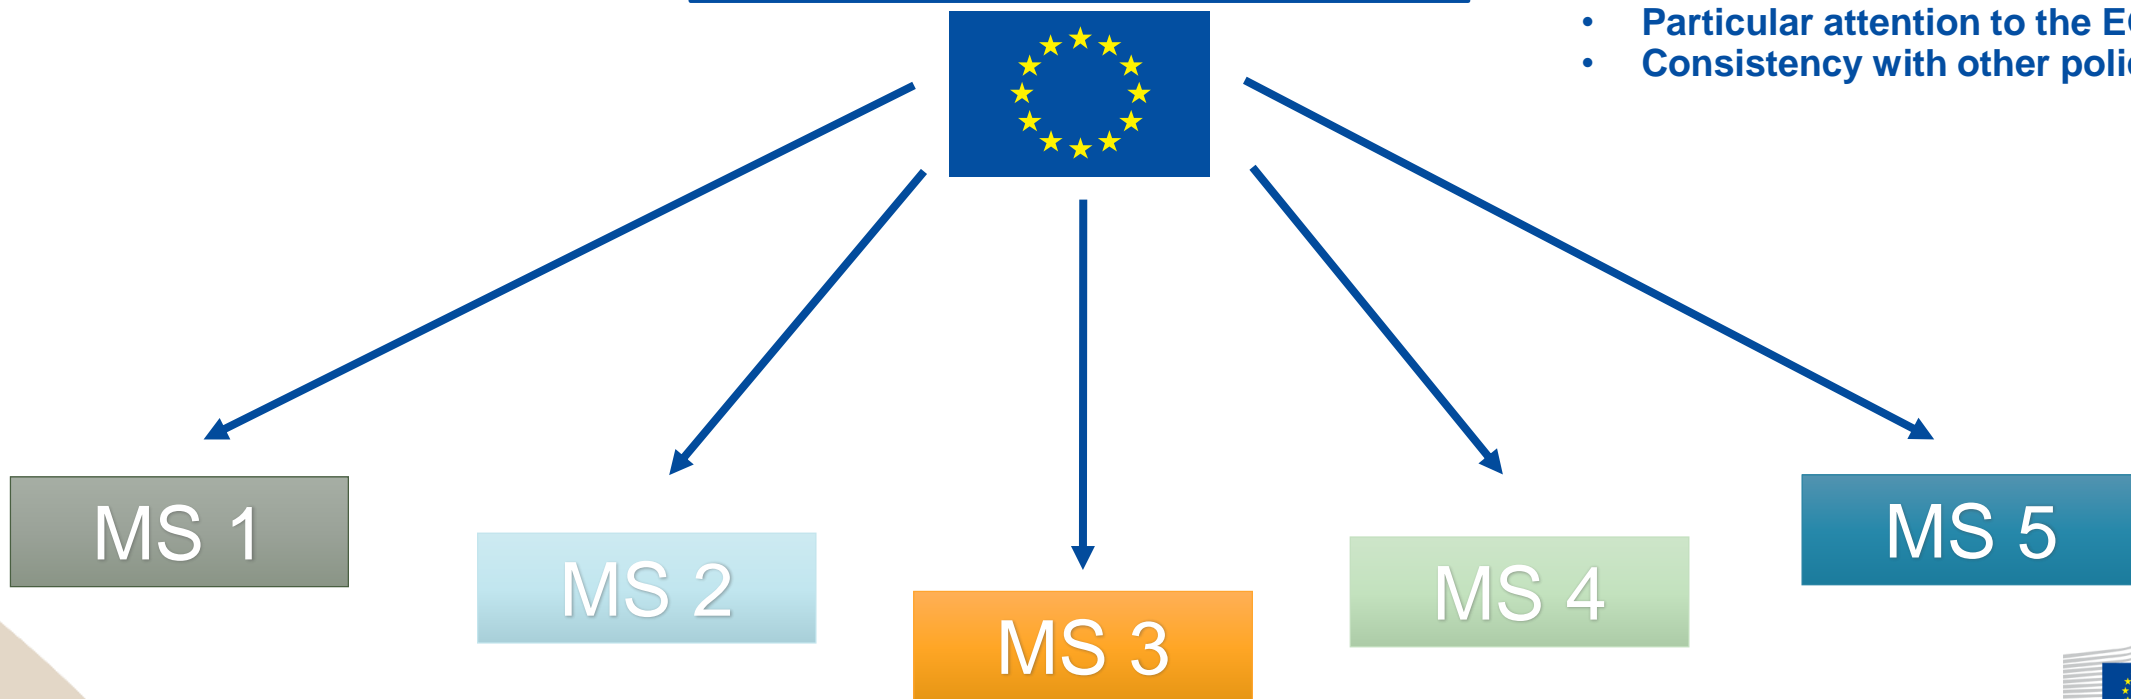 • Particular attention to the
• Consistency with other
MS 1
MS 2
MS 3
MS 4
MS 5